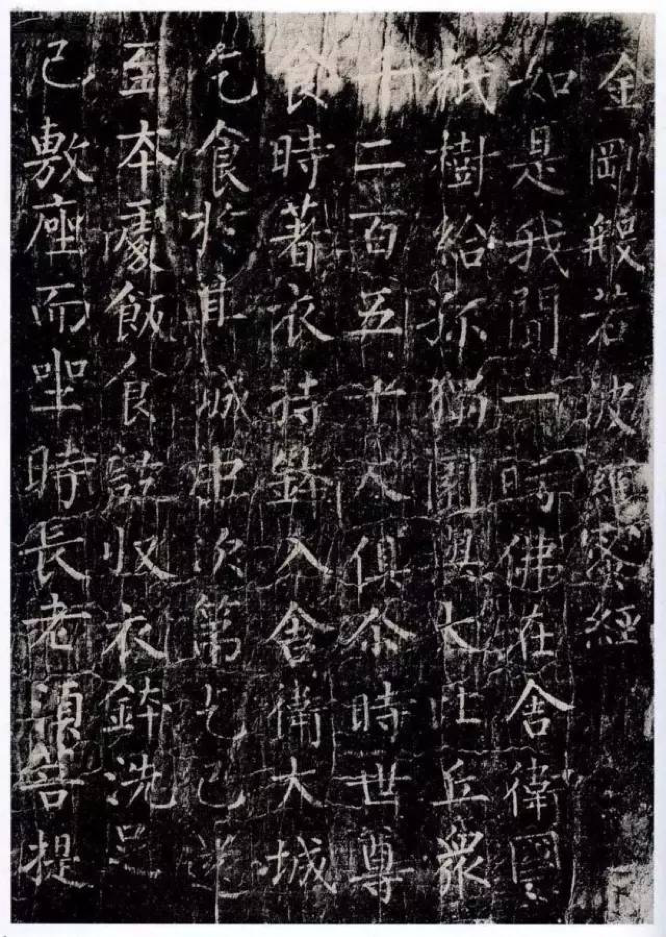 金剛般若波羅蜜經
如是我聞一時佛在舍衛國
祇樹給孤獨園與大比丘衆
千二百五十人俱尒時世尊
食時著衣持鉢入舍衛大城
乞食於其城中次第乞已還
至本處飯食訖收衣鉢洗足
已敷座而坐時長老須菩提